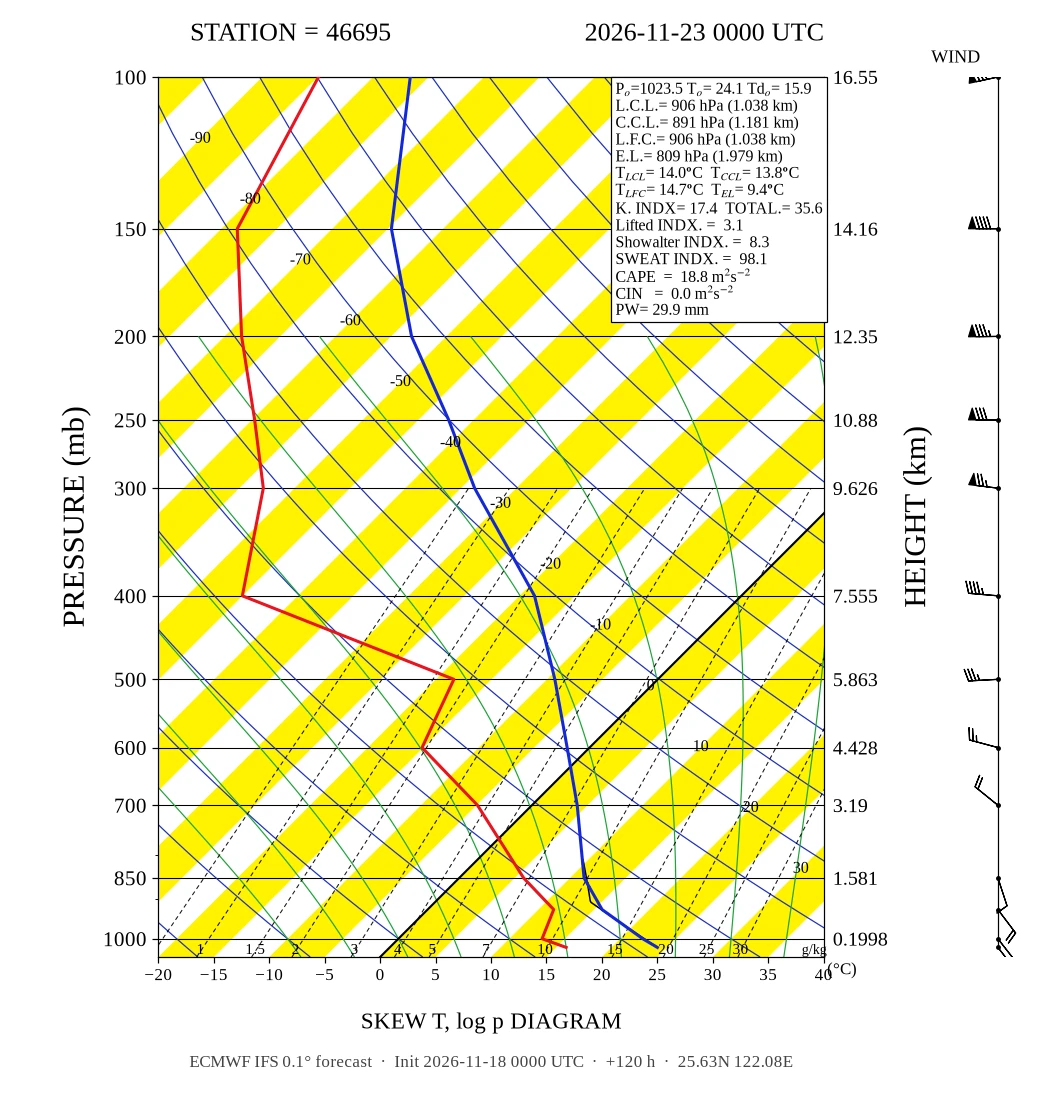 STATION = 46695
2026-11-23 0000 UTC
WIND
100
16.55
P_o=1023.5 T_o= 24.1 Td_o= 15.9
L.C.L.= 906 hPa (1.038 km)
C.C.L.= 891 hPa (1.181 km)
L.F.C.= 906 hPa (1.038 km)
E.L.= 809 hPa (1.979 km)
T_LCL= 14.0°C T_CCL= 13.8°C
T_LFC= 14.7°C T_EL= 9.4°C
K. INDX= 17.4 TOTAL.= 35.6
Lifted INDX. = 3.1
Showalter INDX. = 8.3
SWEAT INDX. = 98.1
CAPE = 18.8 m²s⁻²
CIN = 0.0 m²s⁻²
PW= 29.9 mm
-90
-80
150
14.16
-70
-60
200
12.35
-50
250
10.88
-40
300
9.626
-30
-20
400
7.555
-10
500
5.863
0
600
4.428
10
700
3.19
20
850
1.581
30
1000
0.1998
1 1.5 2 3 4 5 7 10 15 20 25 30 g/kg
−20 −15 −10 −5 0 5 10 15 20 25 30 35 40
(°C)
PRESSURE (mb)
HEIGHT (km)
SKEW T, log p DIAGRAM
ECMWF IFS 0.1° forecast · Init 2026-11-18 0000 UTC · +120 h · 25.63N 122.08E